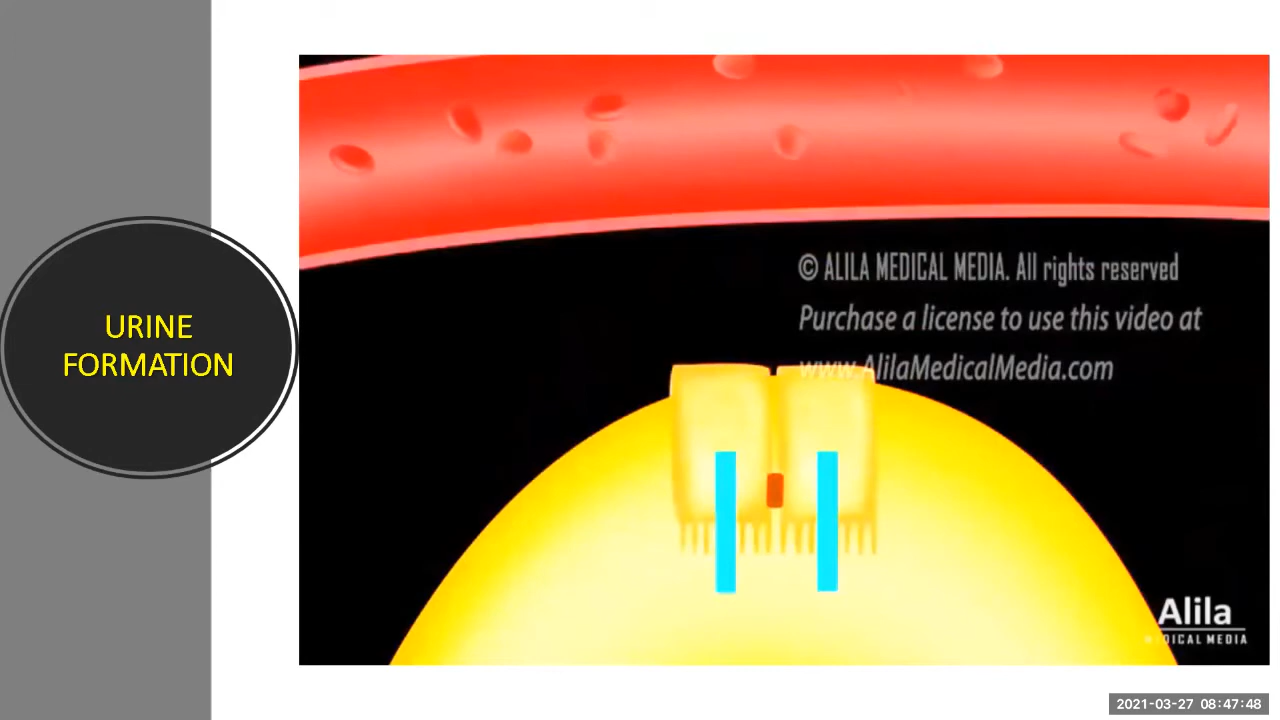 URINE
FORMATION
© ALILA MEDICAL MEDIA. All rights reserved
Purchase a license to use this video at
www.AlilaMedicalMedia.com
Alila
MEDICAL MEDIA
2021-03-27 08:47:48